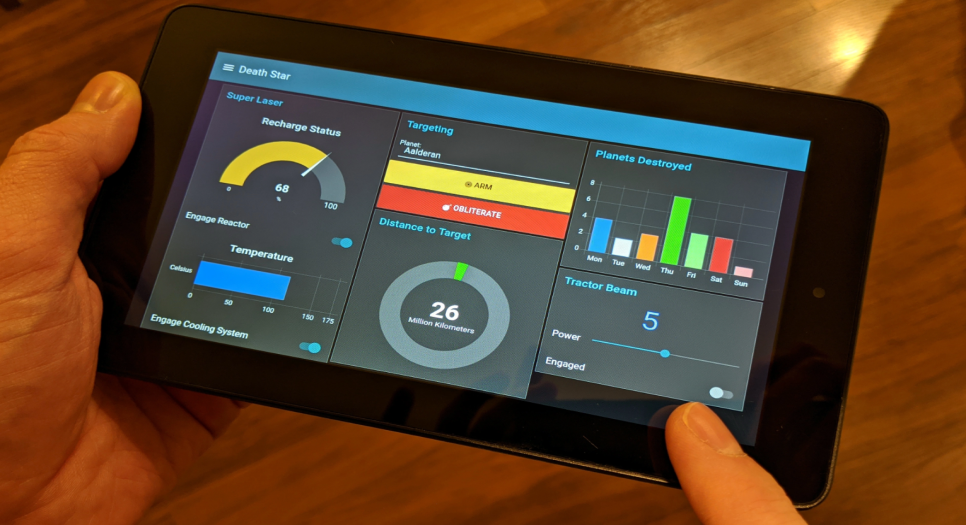 Death Star
Super Laser
Recharge Status
68
%
0
100
Engage Reactor
Temperature
Celsius
0
50
100
150
175
Engage Cooling System
Targeting
Planet:
Aalderan
ARM
OBLITERATE
Distance to Target
26
Million Kilometers
Planets Destroyed
8
6
4
2
0
Mon
Tue
Wed
Thu
Fri
Sat
Sun
Tractor Beam
5
Power
Engaged